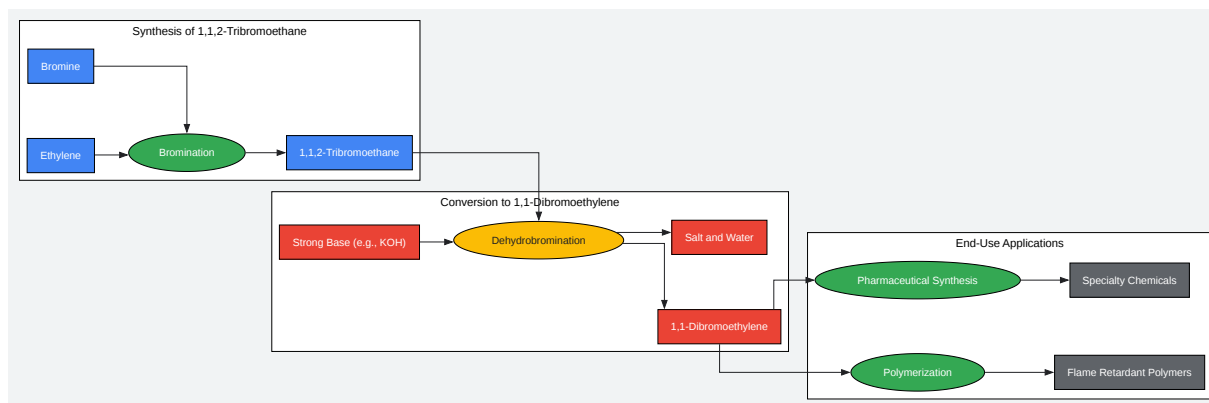 Synthesis of 1,1,2-Tribromoethane
Bromine
Ethylene
Bromination
1,1,2-Tribromoethane
Conversion to 1,1-Dibromoethylene
Strong Base (e.g., KOH)
Dehydrobromination
Salt and Water
1,1-Dibromoethylene
End-Use Applications
Pharmaceutical Synthesis
Specialty Chemicals
Polymerization
Flame Retardant Polymers